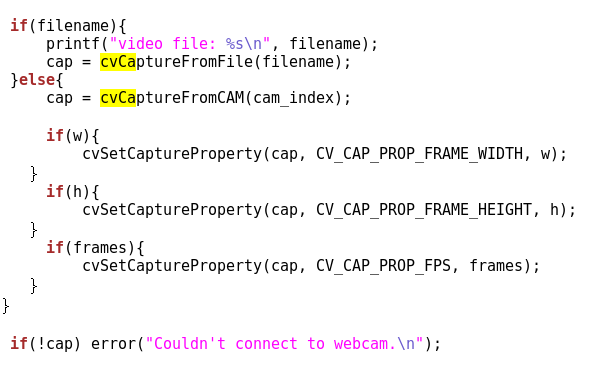 if(filename){
    printf("video file: %s\n", filename);
    cap = cvCaptureFromFile(filename);
}else{
    cap = cvCaptureFromCAM(cam_index);
    if(w){
        cvSetCaptureProperty(cap, CV_CAP_PROP_FRAME_WIDTH, w);
    }
    if(h){
        cvSetCaptureProperty(cap, CV_CAP_PROP_FRAME_HEIGHT, h);
    }
    if(frames){
        cvSetCaptureProperty(cap, CV_CAP_PROP_FPS, frames);
    }
}
if(!cap) error("Couldn't connect to webcam.\n");